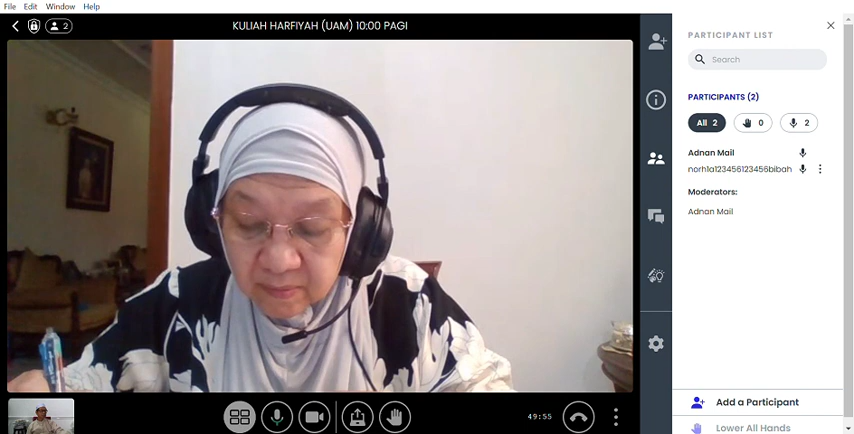 File Edit Window Help
2
KULIAH HARFIYAH (UAM) 10:00 PAGI
PARTICIPANT LIST
Search
PARTICIPANTS (2)
All 2
0
2
Adnan Mail
norh1a123456123456bibah
Moderators:
Adnan Mail
49:55
Add a Participant
Lower All Hands